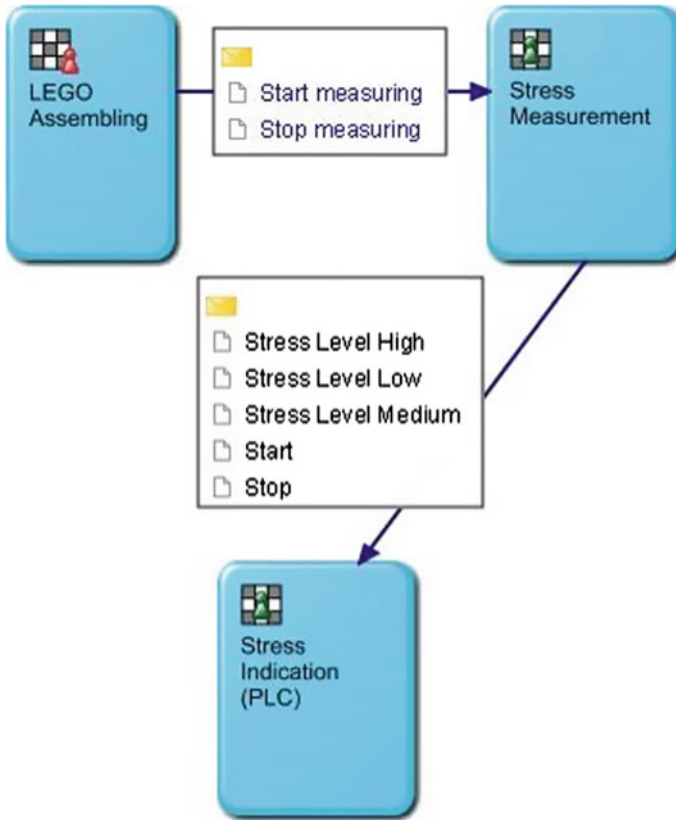 LEGO
Assembling
Start measuring
Stop measuring
Stress
Measurement
Stress Level High
Stress Level Low
Stress Level Medium
Start
Stop
Stress
Indication
(PLC)